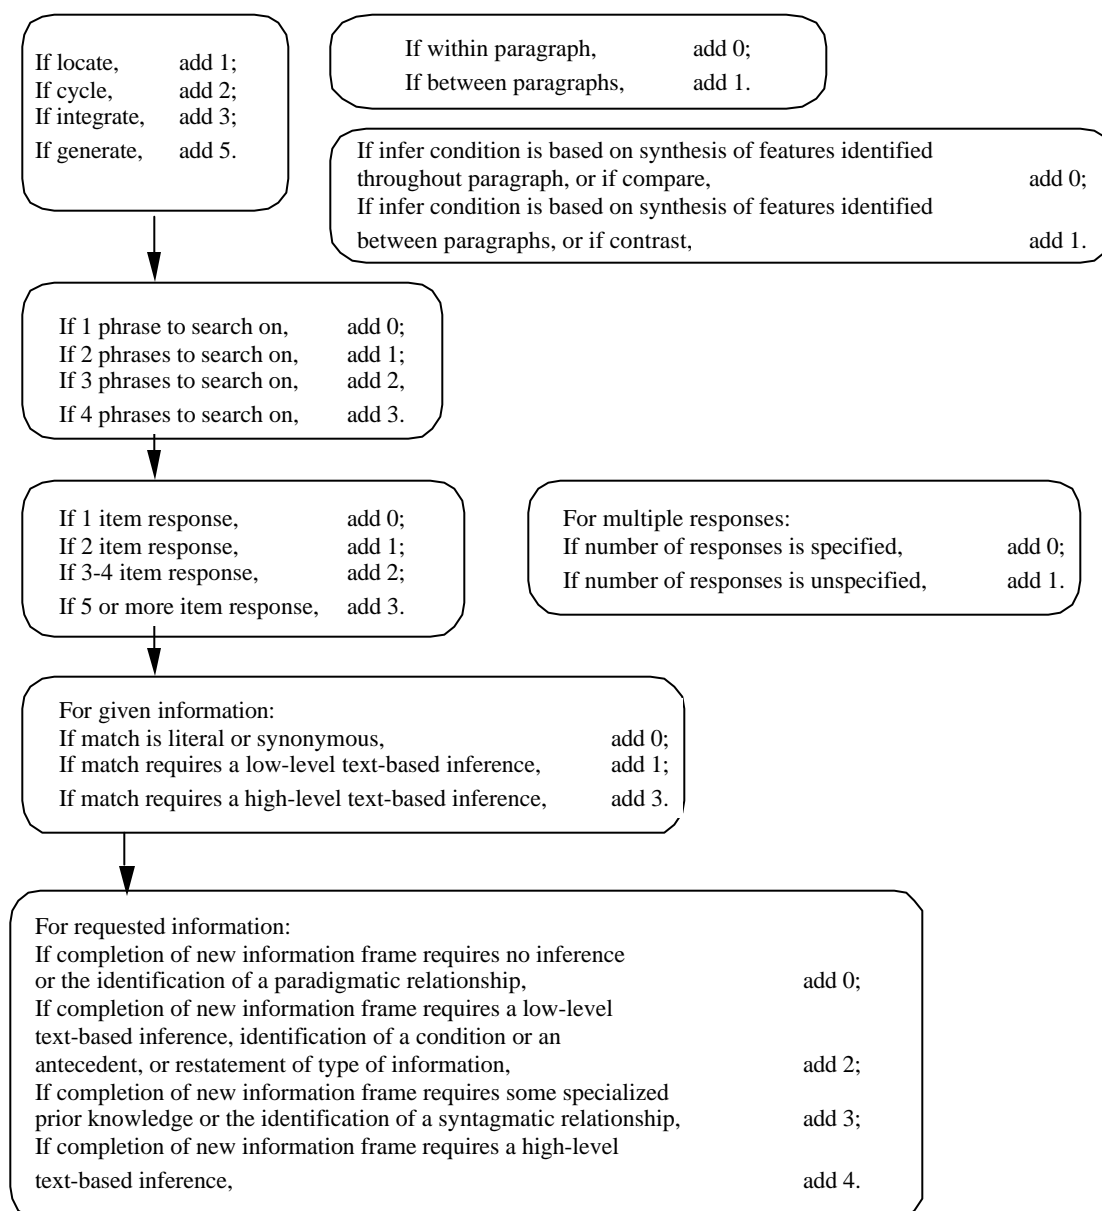 If locate, add 1;
If cycle, add 2;
If integrate, add 3;
If generate, add 5.
If within paragraph, add 0;
If between paragraphs, add 1.
If infer condition is based on synthesis of features identified
throughout paragraph, or if compare, add 0;
If infer condition is based on synthesis of features identified
between paragraphs, or if contrast, add 1.
If 1 phrase to search on, add 0;
If 2 phrases to search on, add 1;
If 3 phrases to search on, add 2,
If 4 phrases to search on, add 3.
If 1 item response, add 0;
If 2 item response, add 1;
If 3-4 item response, add 2;
If 5 or more item response, add 3.
For multiple responses:
If number of responses is specified, add 0;
If number of responses is unspecified, add 1.
For given information:
If match is literal or synonymous, add 0;
If match requires a low-level text-based inference, add 1;
If match requires a high-level text-based inference, add 3.
For requested information:
If completion of new information frame requires no inference
or the identification of a paradigmatic relationship, add 0;
If completion of new information frame requires a low-level
text-based inference, identification of a condition or an
antecedent, or restatement of type of information, add 2;
If completion of new information frame requires some specialized
prior knowledge or the identification of a syntagmatic relationship, add 3;
If completion of new information frame requires a high-level
text-based inference, add 4.